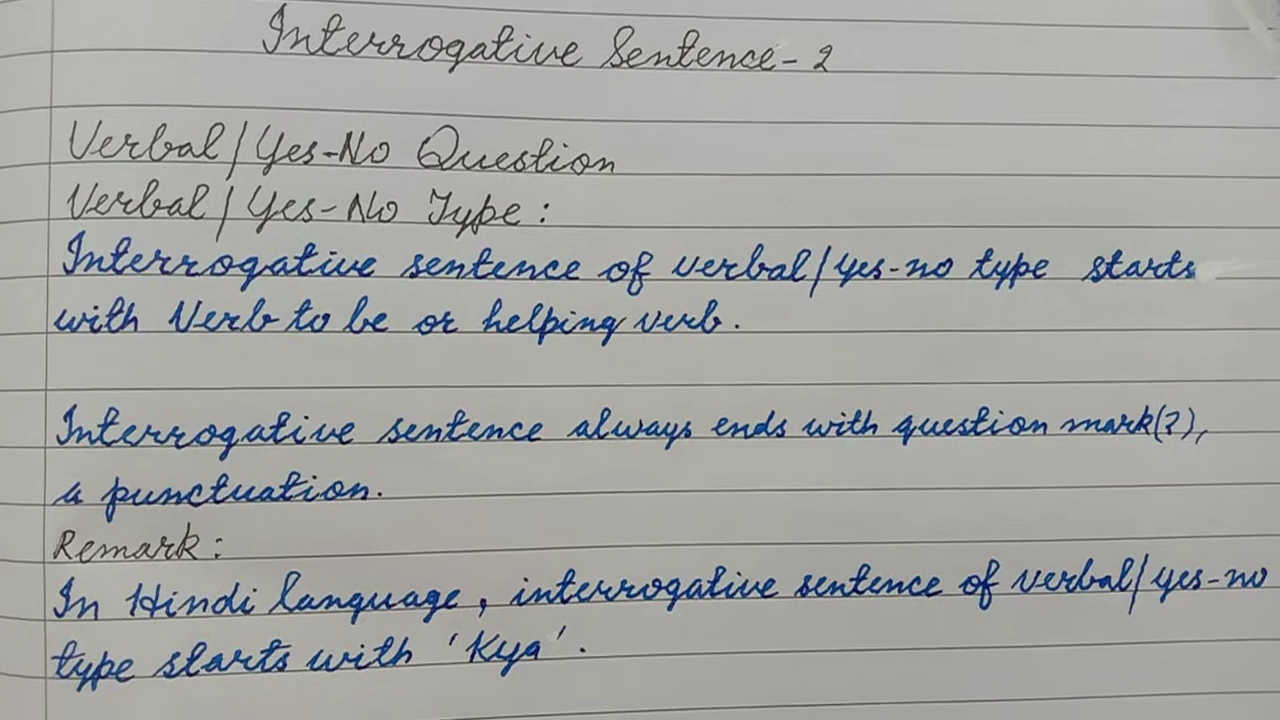 Interrogative Sentence-2
Verbal/Yes-No Question
Verbal/Yes-No Type:
Interrogative sentence of verbal/yes-no type starts
with Verb to be or helping verb.
Interrogative sentence always ends with question mark(?),
a punctuation.
Remark:
In Hindi language, interrogative sentence of verbal/yes-no
type starts with 'Kya'.